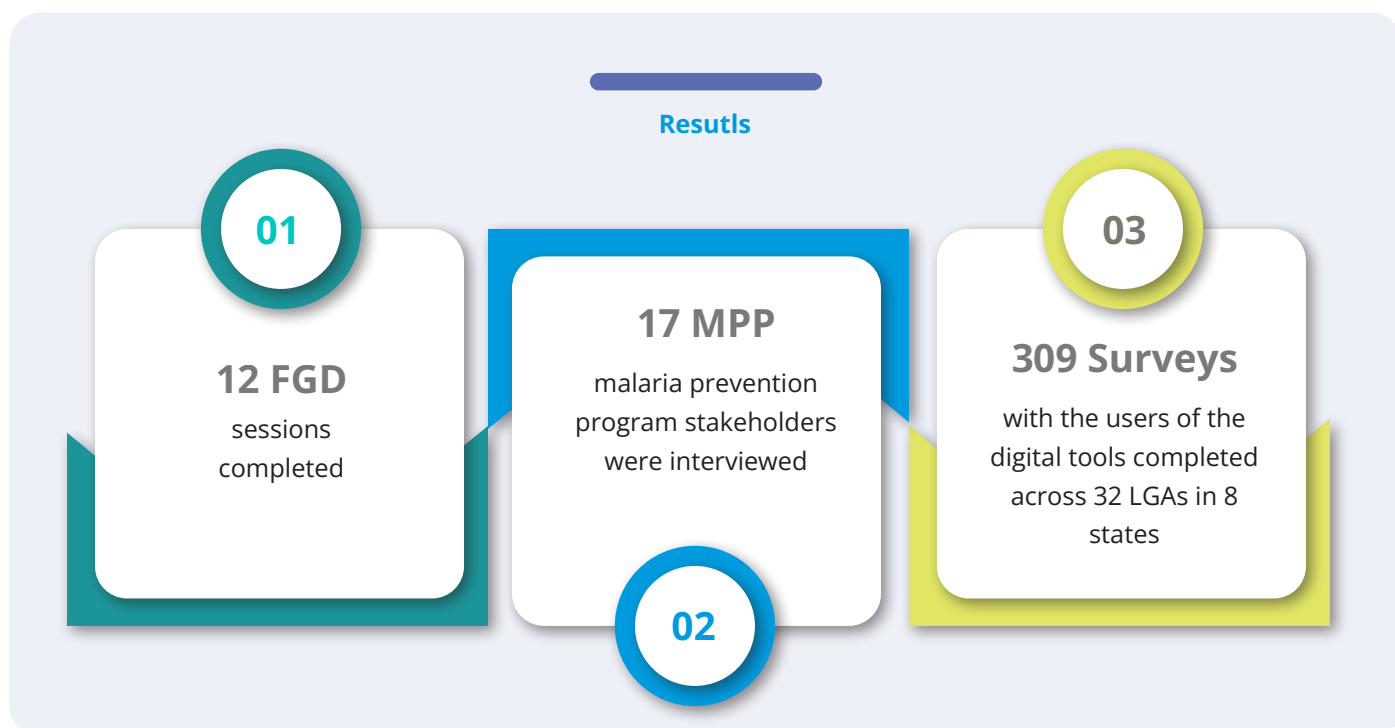 Resutls
01
12 FGD
sessions
completed
17 MPP
malaria prevention
program stakeholders
were interviewed
02
03
309 Surveys
with the users of the
digital tools completed
across 32 LGAs in 8
states